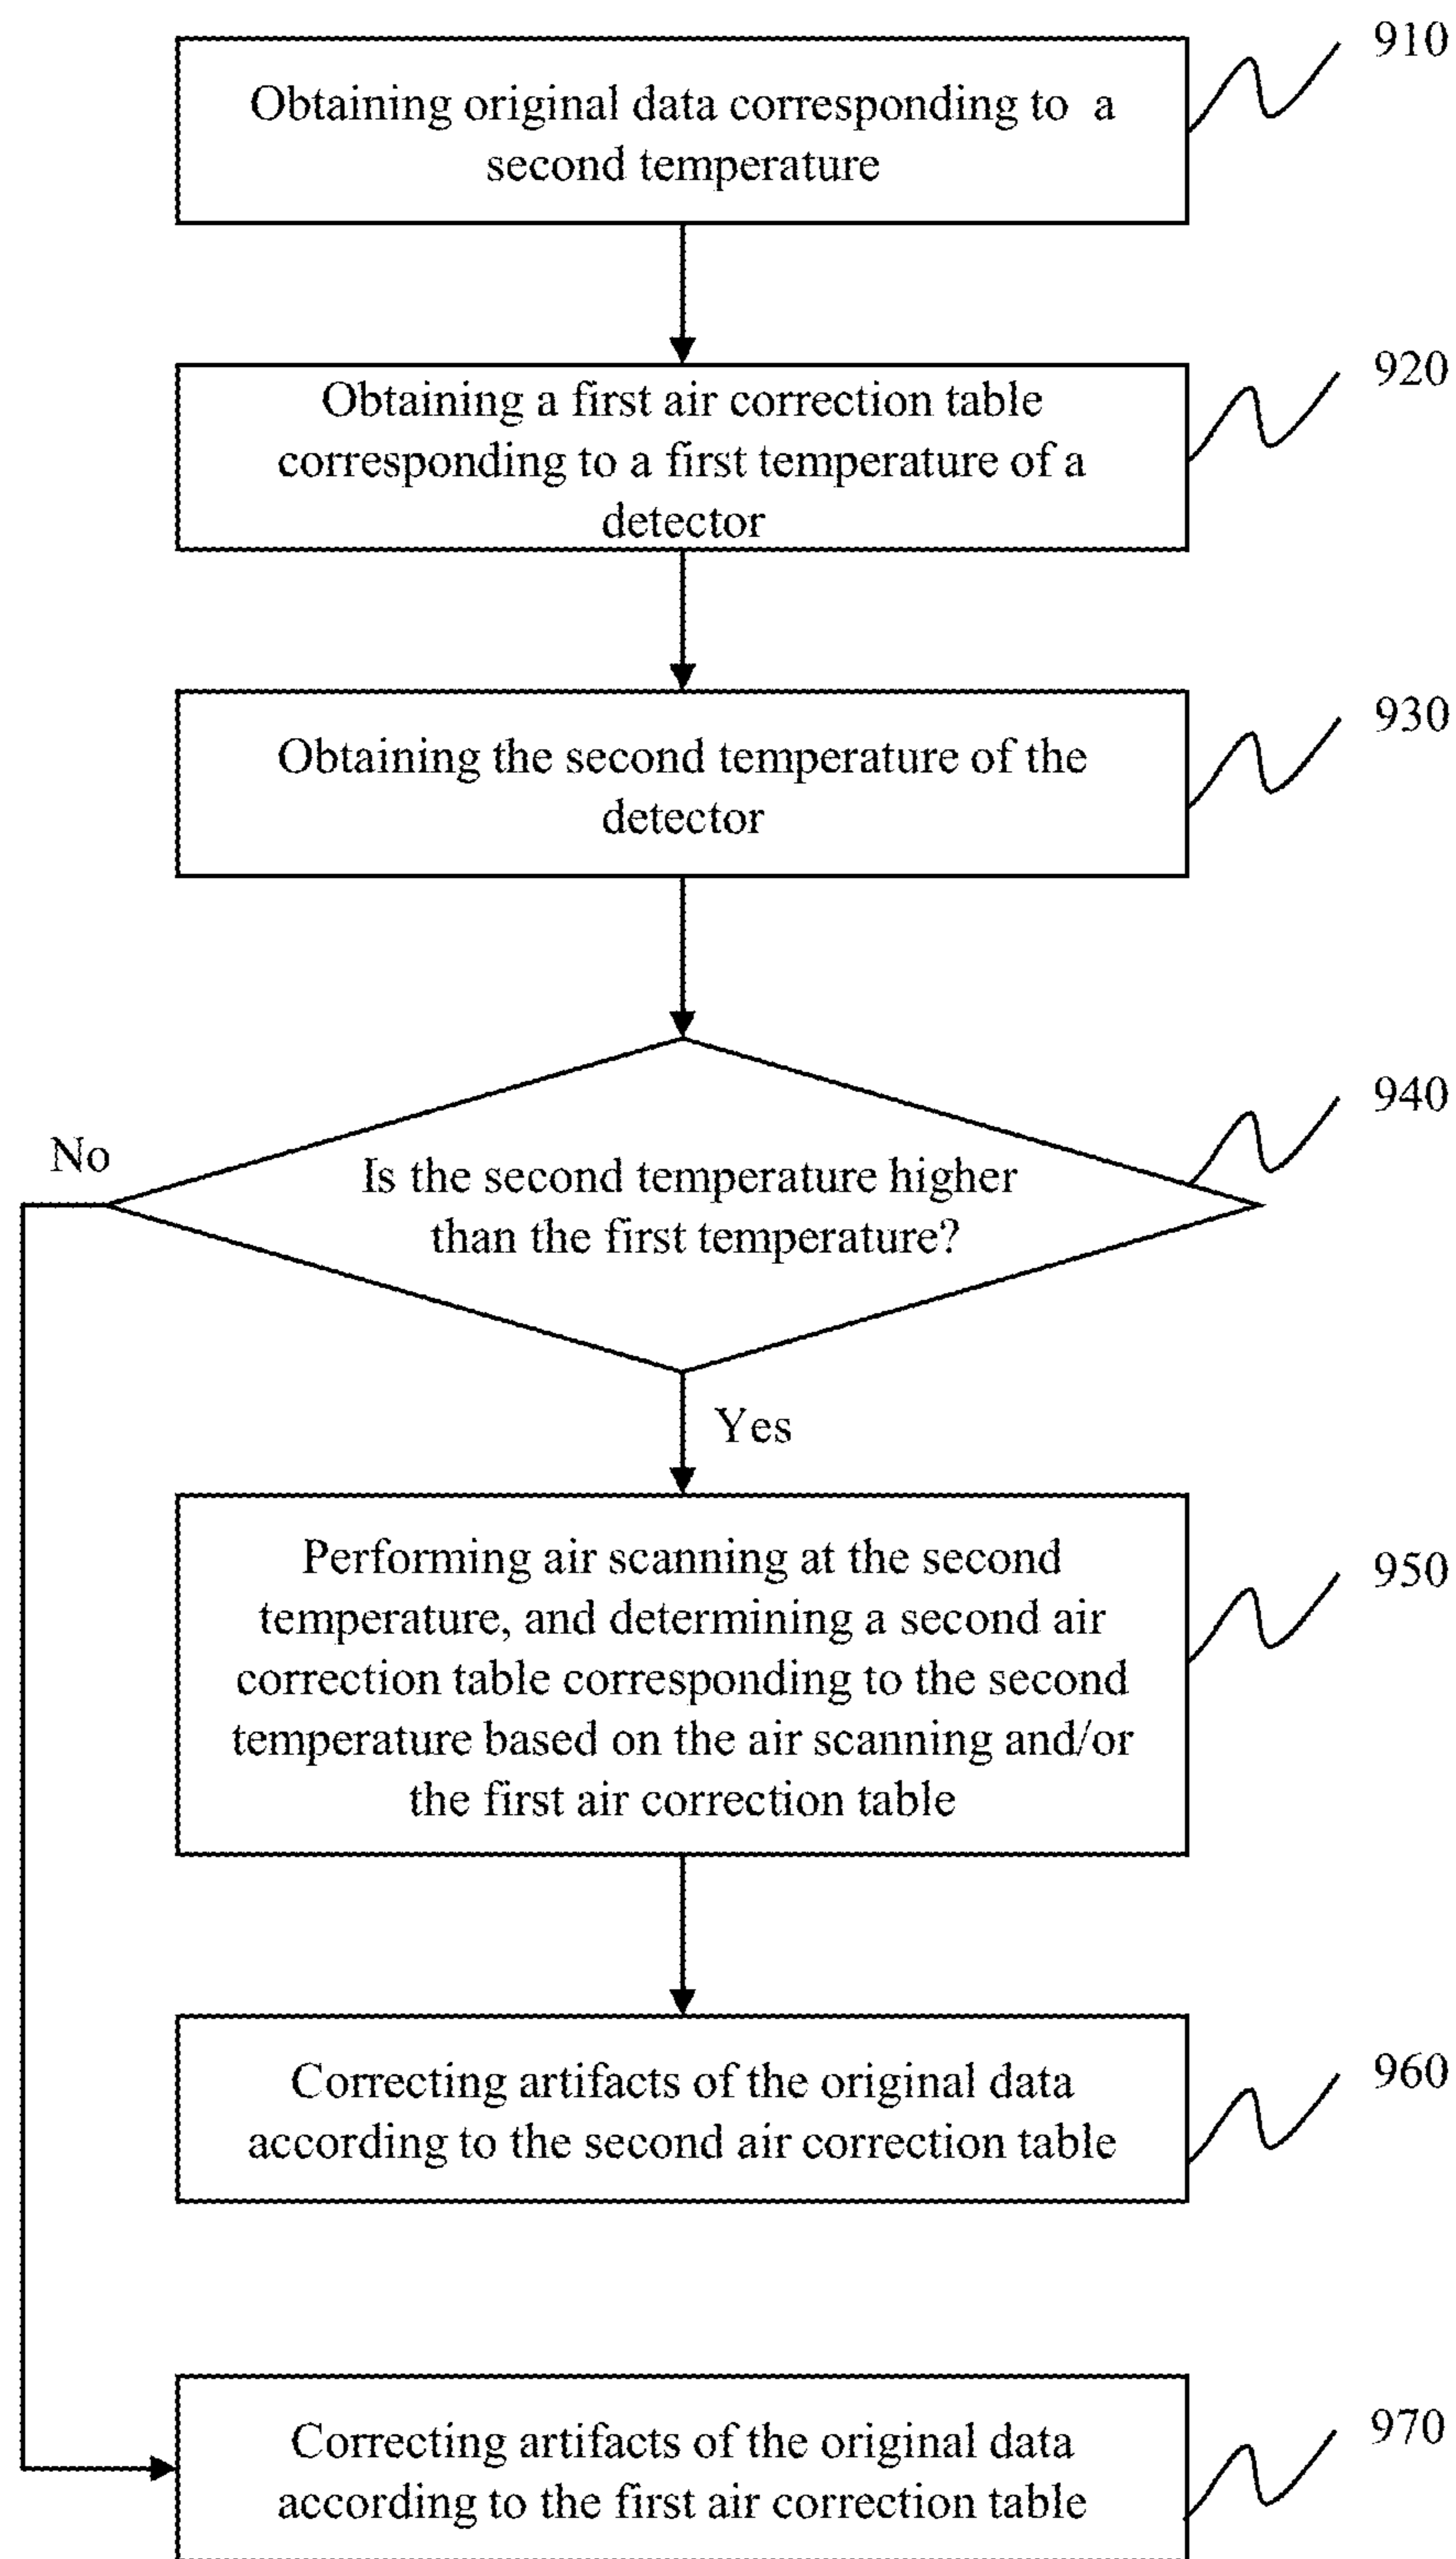 910
Obtaining original data corresponding to a
second temperature
920
Obtaining a first air correction table
corresponding to a first temperature of a
detector
930
Obtaining the second temperature of the
detector
940
No
Is the second temperature higher
than the first temperature?
Yes
950
Performing air scanning at the second
temperature, and determining a second air
correction table corresponding to the second
temperature based on the air scanning and/or
the first air correction table
960
Correcting artifacts of the original data
according to the second air correction table
970
Correcting artifacts of the original data
according to the first air correction table